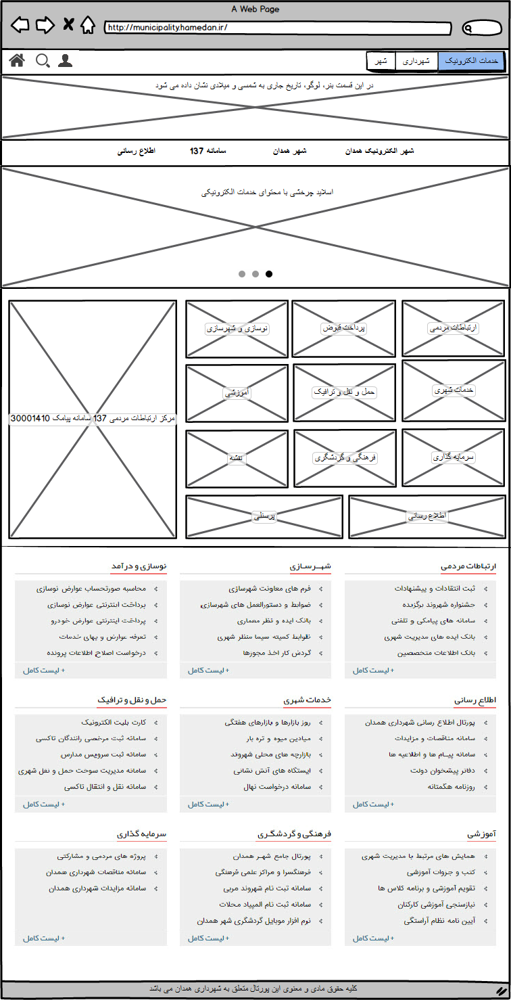 A Web Page
http://municipality.hamedan.ir/
خدمات الکترونیک
شهرداری
شهر
در این قسمت بنر، لوگو، تاریخ جاری به شمسی و میلادی نشان داده می شود
شهر الکترونیک همدان
شهر همدان
سامانه 137
اطلاع رسانی
اسلاید چرخشی با محتوای خدمات الکترونیکی
ارتباطات مردمی
پرداخت قبوض
نوسازی و شهرسازی
خدمات شهری
حمل و نقل و ترافیک
آموزشی
مرکز ارتباطات مردمی 137 سامانه پیامک 30001410
سرمایه گذاری
فرهنگی و گردشگری
نقشه
اطلاع رسانی
پرسنلی
ارتباطات مردمی
ثبت انتقادات و پیشنهادات
جشنواره شهروند برگزیده
سامانه های پیامکی و تلفنی
بانک ایده های مدیریت شهری
بانک اطلاعات متخصصین
+ لیست کامل
شهــرسـازی
فرم های معاونت شهرسازی
ضوابط و دستورالعمل های شهرسازی
بانک ایده و نظر معماری
ظوابط کمیته سیما منظر شهری
گردش کار اخذ مجوزها
+ لیست کامل
نوسازی و درآمد
محاسبه صورتحساب عوارض نوسازی
پرداخت اینترنتی عوارض نوسازی
پرداخت اینترنتی عوارض خودرو
تعرفه عوارض و بهای خدمات
درخواست اصلاح اطلاعات پرونده
+ لیست کامل
اطلاع رسانی
پورتال اطلاع رسانی شهرداری همدان
سامانه مناقصات و مزایدات
سامانه پیـام ها و اطلاعیه ها
دفاتر پیشخوان دولت
روزنامه هگمتانه
+ لیست کامل
خدمات شهری
روز بازارها و بازارهای هفتگی
میادین میوه و تره بار
بازارچه های محلی شهروند
ایستگاه های آتش نشانی
سامانه درخواست نهال
+ لیست کامل
حمل و نقل و ترافیک
کارت بلیت الکترونیک
سامانه ثبت مرخصی رانندگان تاکسی
سامانه ثبت سرویس مدارس
سامانه مدیریت سوخت حمل و نقل شهری
سامانه نقل و انتقال تاکسی
+ لیست کامل
آموزشی
همایش های مرتبط با مدیریت شهری
کتب و جزوات آموزشی
تقویم آموزشی و برنامه کلاس ها
نیازسنجی آموزشی کارکنان
آیین نامه نظام آراستگی
+ لیست کامل
فرهنگی و گردشگـری
پورتال جامع شهـر همدان
فرهنگسرا و مراکز علمی فرهنگی
سامانه ثبت نام شهروند مربی
سامانه ثبت نام المپیاد محلات
نرم افزار موبایل گردشگری شهر همدان
+ لیست کامل
سرمایه گذاری
پروژه های مردمی و مشارکتی
سامانه مناقصات شهرداری همدان
سامانه مزایدات شهرداری همدان
+ لیست کامل
کلیه حقوق مادی و معنوی این پورتال متعلق به شهرداری همدان می باشد